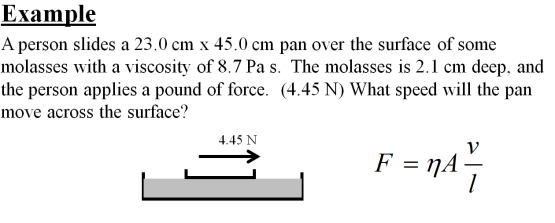 Example
A person slides a 23.0 cm x 45.0 cm pan over the surface of some
molasses with a viscosity of 8.7 Pa s.  The molasses is 2.1 cm deep, and
the person applies a pound of force.  (4.45 N) What speed will the pan
move across the surface?
4.45 N
F = ηA v/l